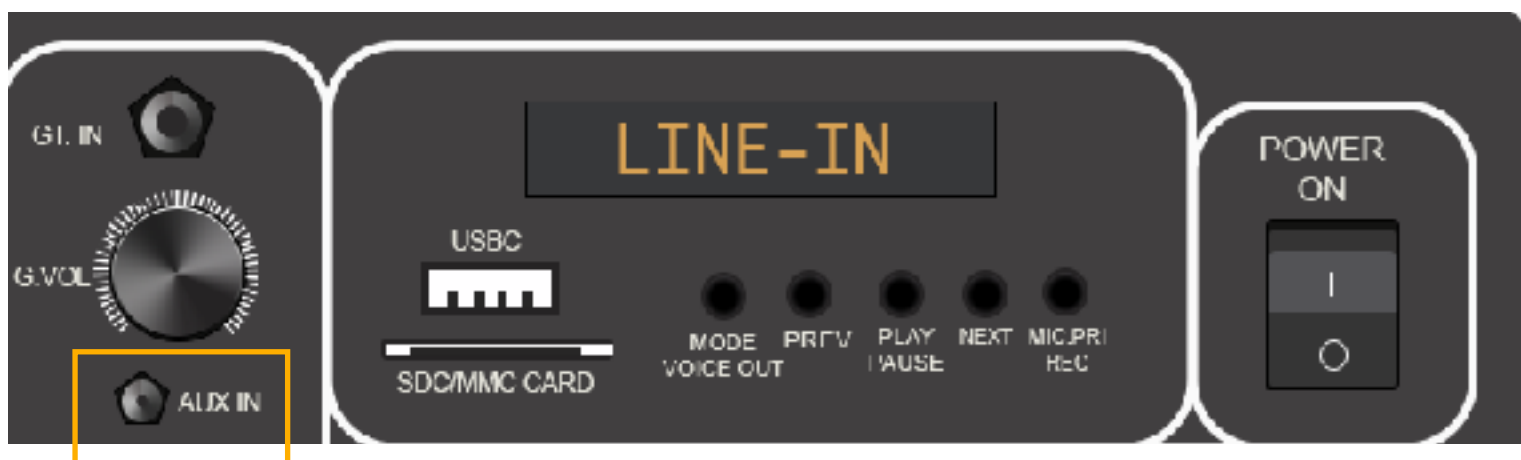 GT. IN
G.VOL
AUX IN
LINE-IN
USBC
SDC/MMC CARD
MODE
VOICE OUT
PREV
PLAY
PAUSE
NEXT
MIC.PRI
REC
POWER
ON
I
O